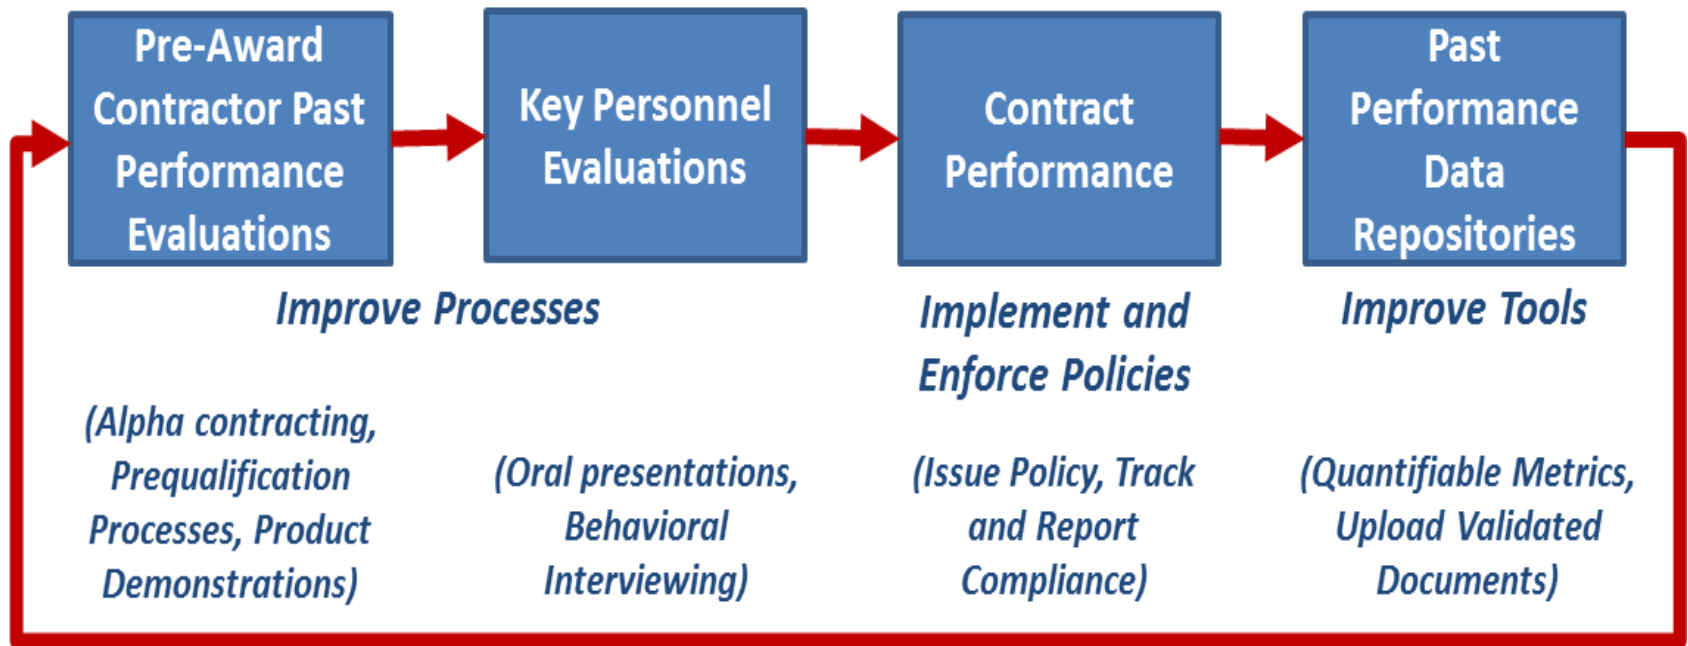 Pre-Award
Contractor Past
Performance
Evaluations
Key Personnel
Evaluations
Contract
Performance
Past
Performance
Data
Repositories
Improve Processes
Implement and
Enforce Policies
Improve Tools
(Alpha contracting,
Prequalification
Processes, Product
Demonstrations)
(Oral presentations,
Behavioral
Interviewing)
(Issue Policy, Track
and Report
Compliance)
(Quantifiable Metrics,
Upload Validated
Documents)